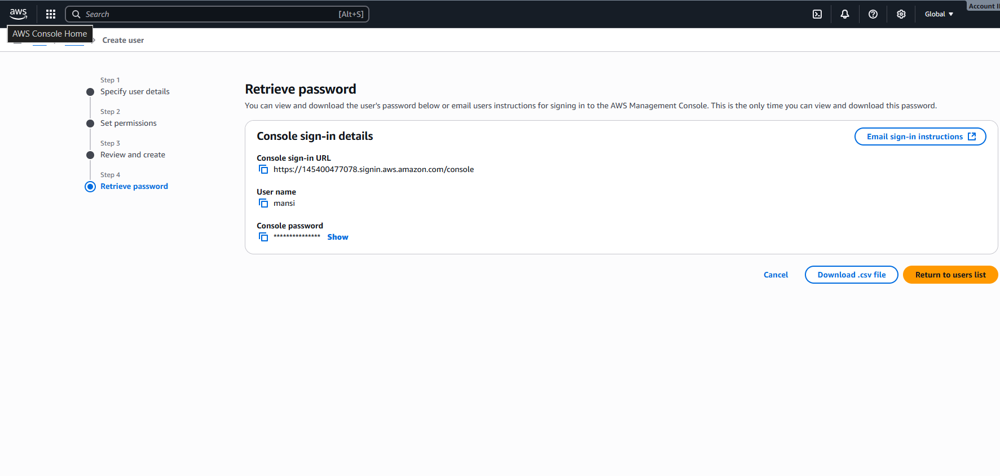 aws
Search [Alt+S]
Global
Account I
AWS Console Home
Create user
Step 1
Specify user details
Step 2
Set permissions
Step 3
Review and create
Step 4
Retrieve password
Retrieve password
You can view and download the user's password below or email users instructions for signing in to the AWS Management Console. This is the only time you can view and download this password.
Console sign-in details
Email sign-in instructions
Console sign-in URL
https://145400477078.signin.aws.amazon.com/console
User name
mansi
Console password
*************** Show
Cancel
Download .csv file
Return to users list